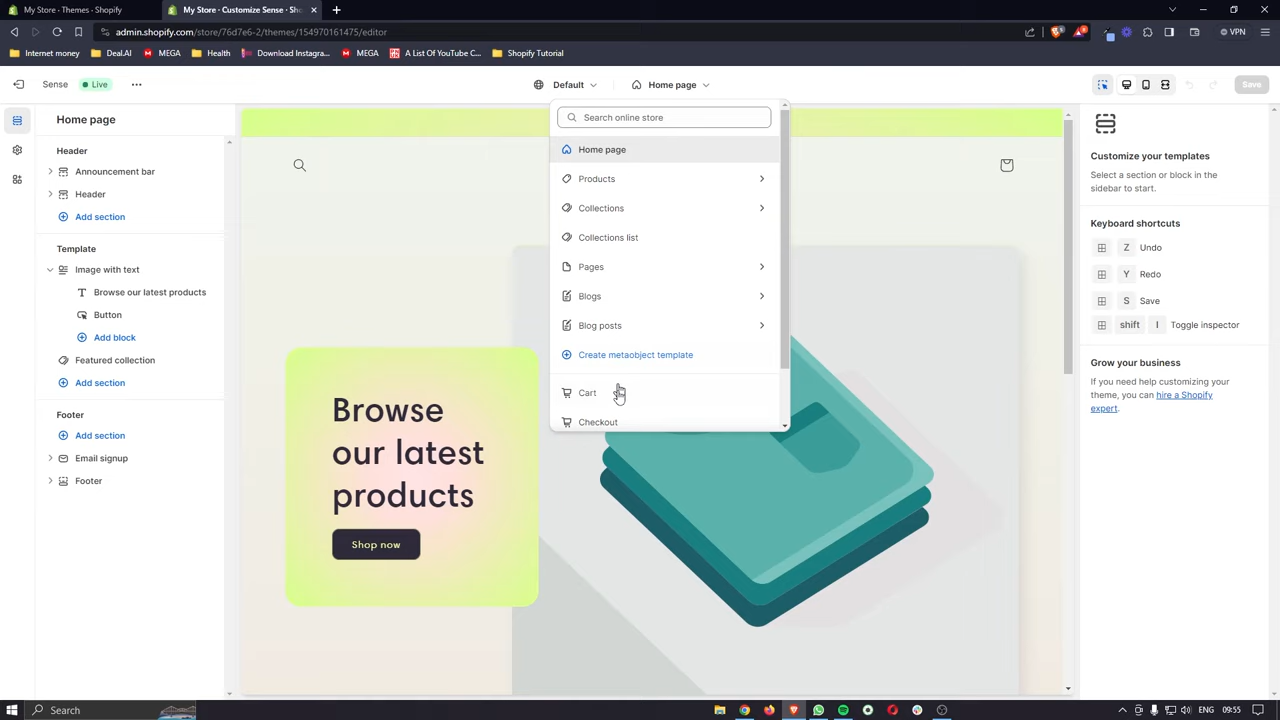 My Store · Themes · Shopify
My Store · Customize Sense · Sh
admin.shopify.com/store/76d7e6-2/themes/154970161475/editor
VPN
Internet money
Deal.AI
MEGA
Health
Download Instagra...
MEGA
A List Of YouTube C...
Shopify Tutorial
Sense
Live
Default
Home page
Save
Home page
Header
Announcement bar
Header
Add section
Template
Image with text
Browse our latest products
Button
Add block
Featured collection
Add section
Footer
Add section
Email signup
Footer
Search online store
Home page
Products
Collections
Collections list
Pages
Blogs
Blog posts
Create metaobject template
Cart
Checkout
Browse
our latest
products
Shop now
Customize your templates
Select a section or block in the
sidebar to start.
Keyboard shortcuts
Z Undo
Y Redo
S Save
shift I Toggle inspector
Grow your business
If you need help customizing your
theme, you can hire a Shopify
expert.
Search
ENG
09:55